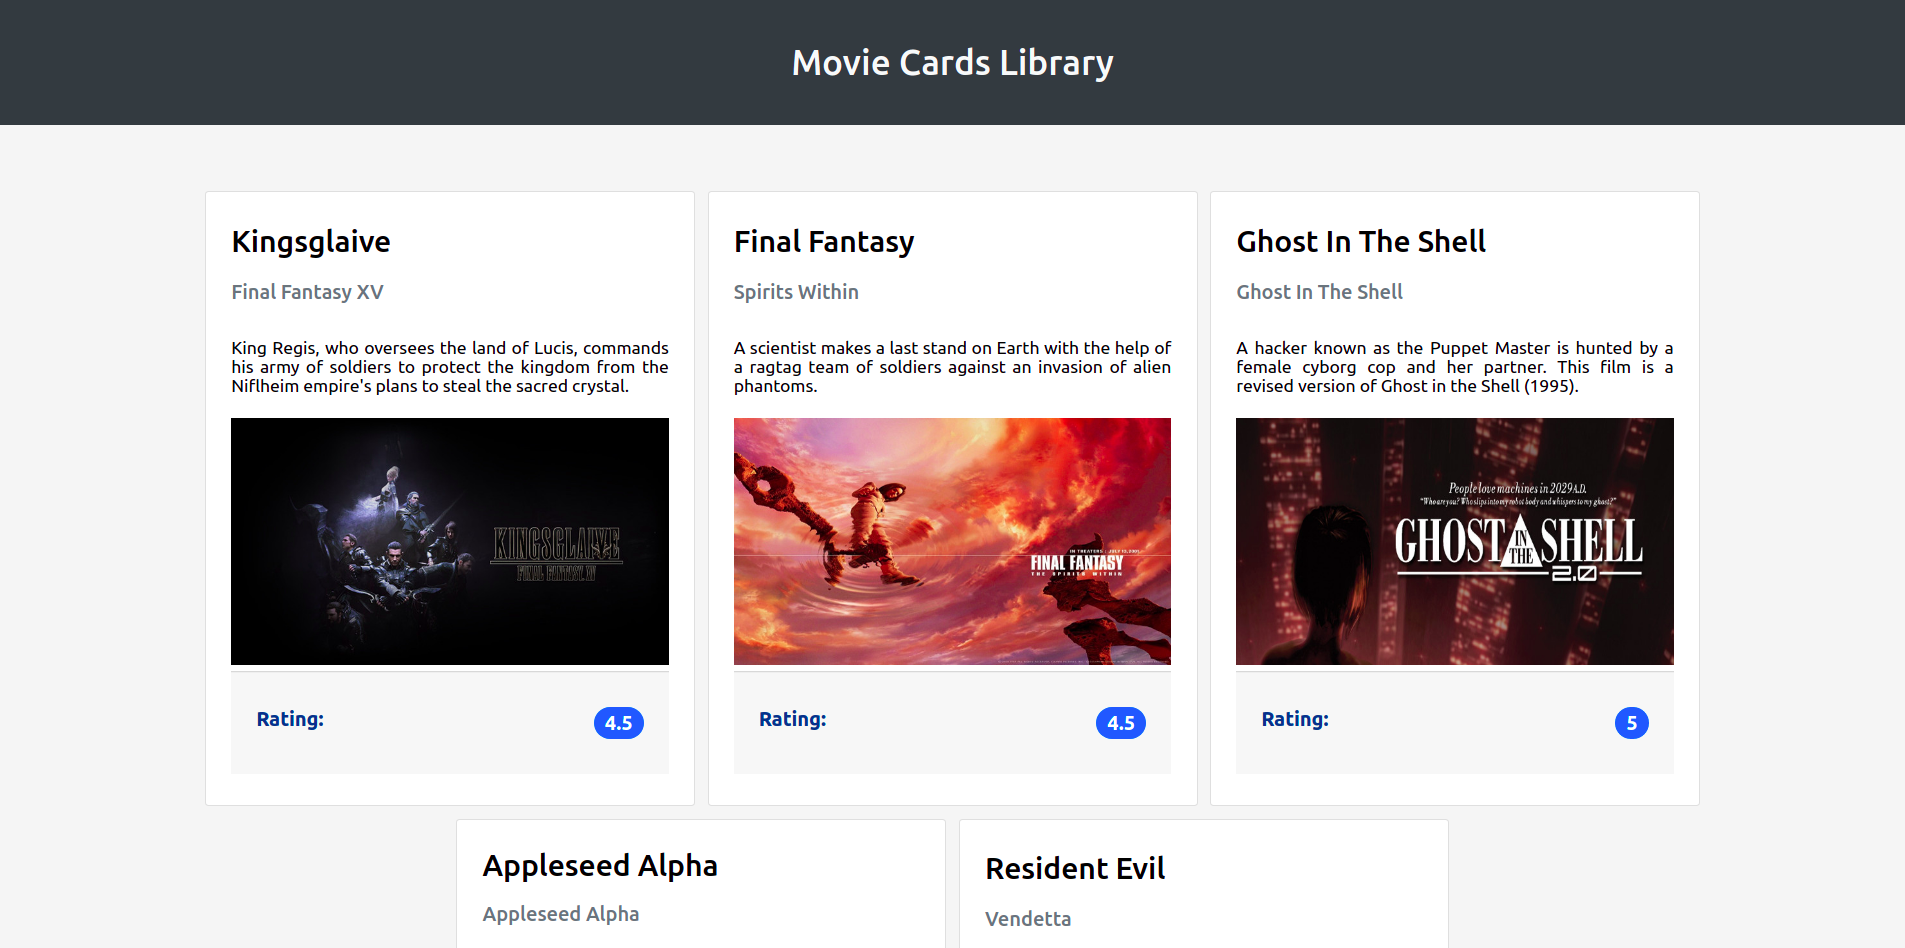 Movie Cards Library
Kingsglaive
Final Fantasy XV
King Regis, who oversees the land of Lucis, commands
his army of soldiers to protect the kingdom from the
Niflheim empire's plans to steal the sacred crystal.
KINGSGLAIVE
FINAL FANTASY XV
Rating:
4.5
Final Fantasy
Spirits Within
A scientist makes a last stand on Earth with the help of
a ragtag team of soldiers against an invasion of alien
phantoms.
IN THEATERS | JULY 13, 2001
FINAL FANTASY
THE SPIRITS WITHIN
Rating:
4.5
Ghost In The Shell
Ghost In The Shell
A hacker known as the Puppet Master is hunted by a
female cyborg cop and her partner. This film is a
revised version of Ghost in the Shell (1995).
People love machines in 2029 A.D.
"Who are you? Who slips into my robot body and whispers to my ghost?"
GHOST IN THE SHELL
2.0
Rating:
5
Appleseed Alpha
Appleseed Alpha
Resident Evil
Vendetta